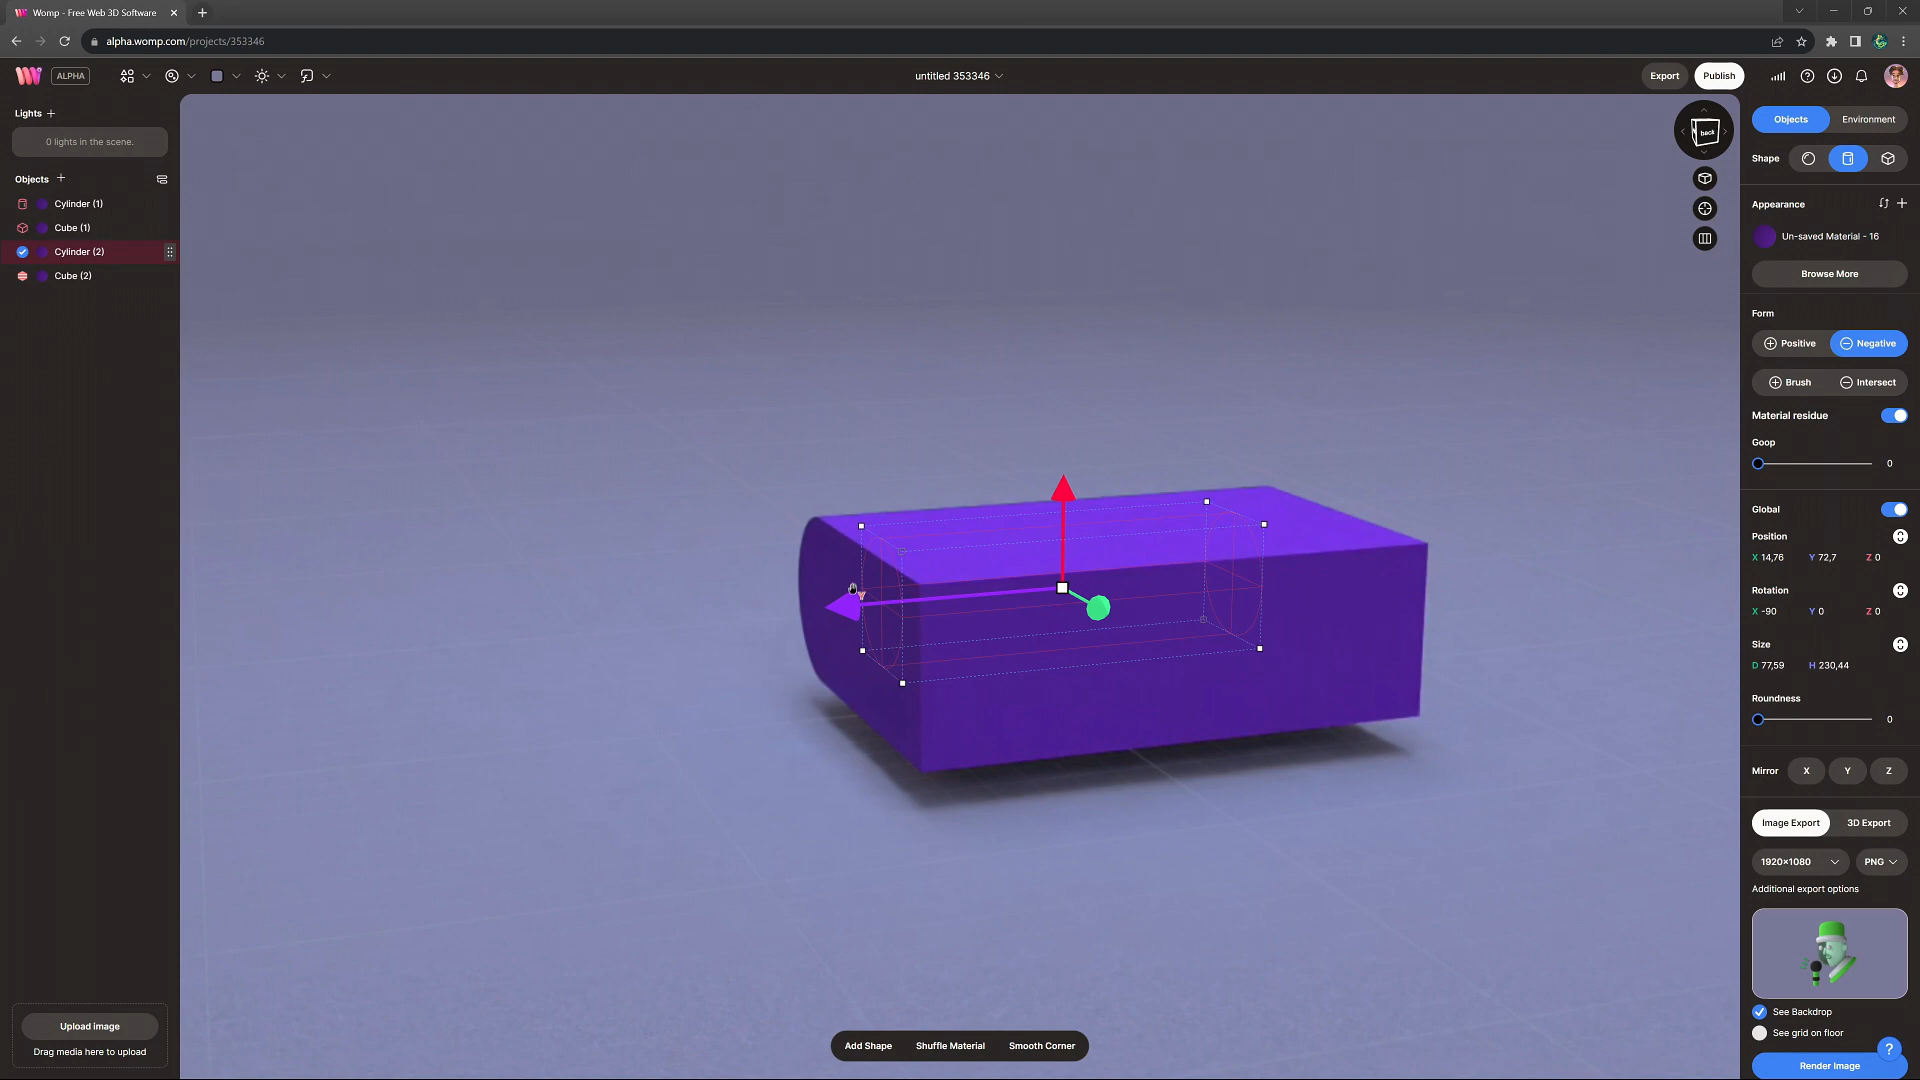 Womp - Free Web 3D Software
alpha.womp.com/projects/353346
ALPHA
untitled 353346
Export
Publish
Lights
0 lights in the scene.
Objects
Cylinder (1)
Cube (1)
Cylinder (2)
Cube (2)
Upload image
Drag media here to upload
back
Y
Add Shape
Shuffle Material
Smooth Corner
Objects
Environment
Shape
Appearance
Un-saved Material - 16
Browse More
Form
Positive
Negative
Brush
Intersect
Material residue
Goop
0
Global
Position
X 14,76 Y 72,7 Z 0
Rotation
X -90 Y 0 Z 0
Size
D 77,59 H 230,44
Roundness
0
Mirror X Y Z
Image Export
3D Export
1920×1080
PNG
Additional export options
See Backdrop
See grid on floor
?
Render Image